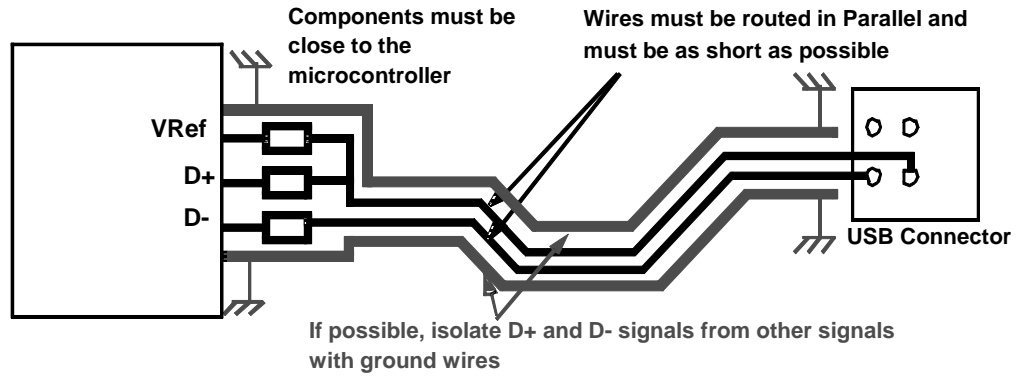 Components must be
close to the
microcontroller
Wires must be routed in Parallel and
must be as short as possible
VRef
D+
D-
USB Connector
If possible, isolate D+ and D- signals from other signals
with ground wires